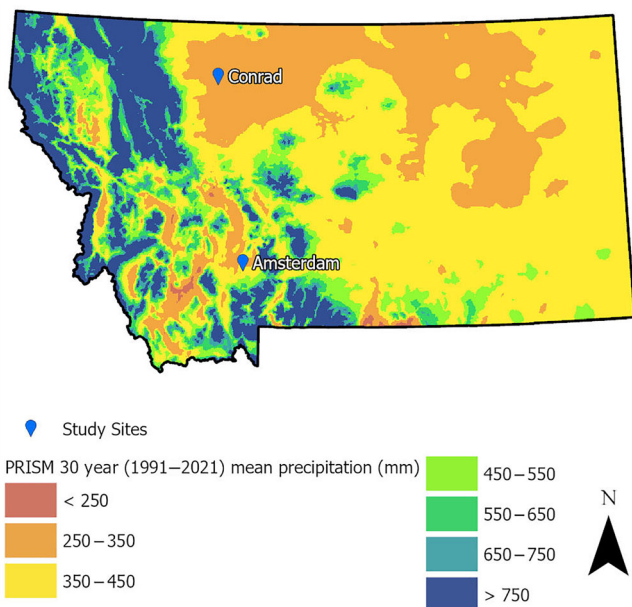 Conrad
Amsterdam
Study Sites
PRISM 30 year (1991–2021) mean precipitation (mm)
< 250
250–350
350–450
450–550
550–650
650–750
> 750
N